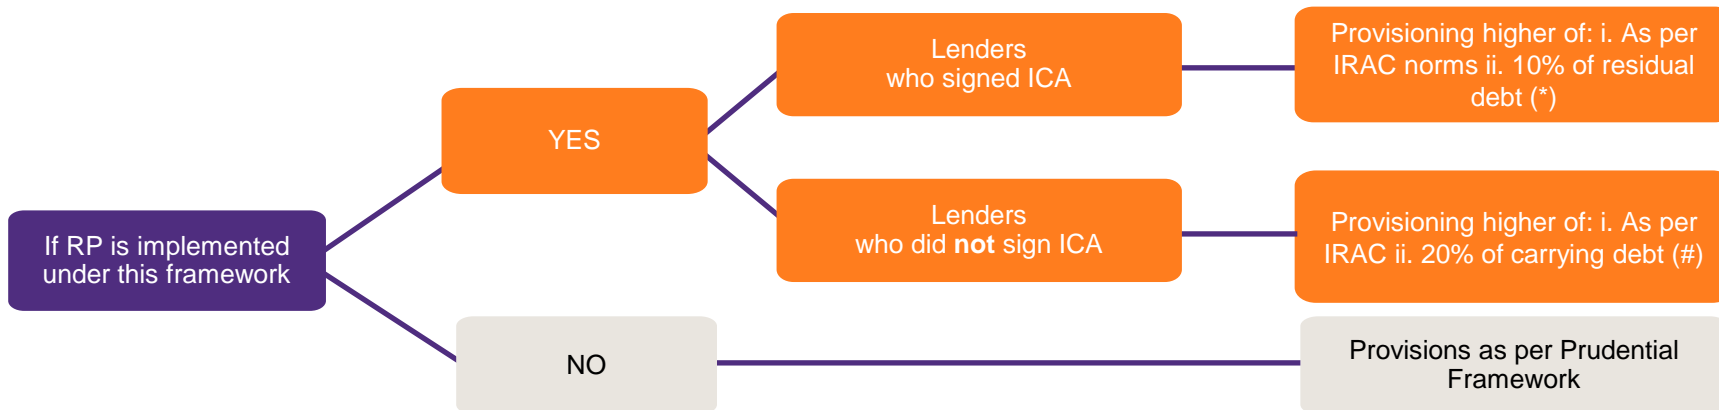 If RP is implemented
under this framework
YES
Lenders
who signed ICA
Provisioning higher of: i. As per
IRAC norms ii. 10% of residual
debt (*)
Lenders
who did not sign ICA
Provisioning higher of: i. As per
IRAC ii. 20% of carrying debt (#)
NO
Provisions as per Prudential
Framework